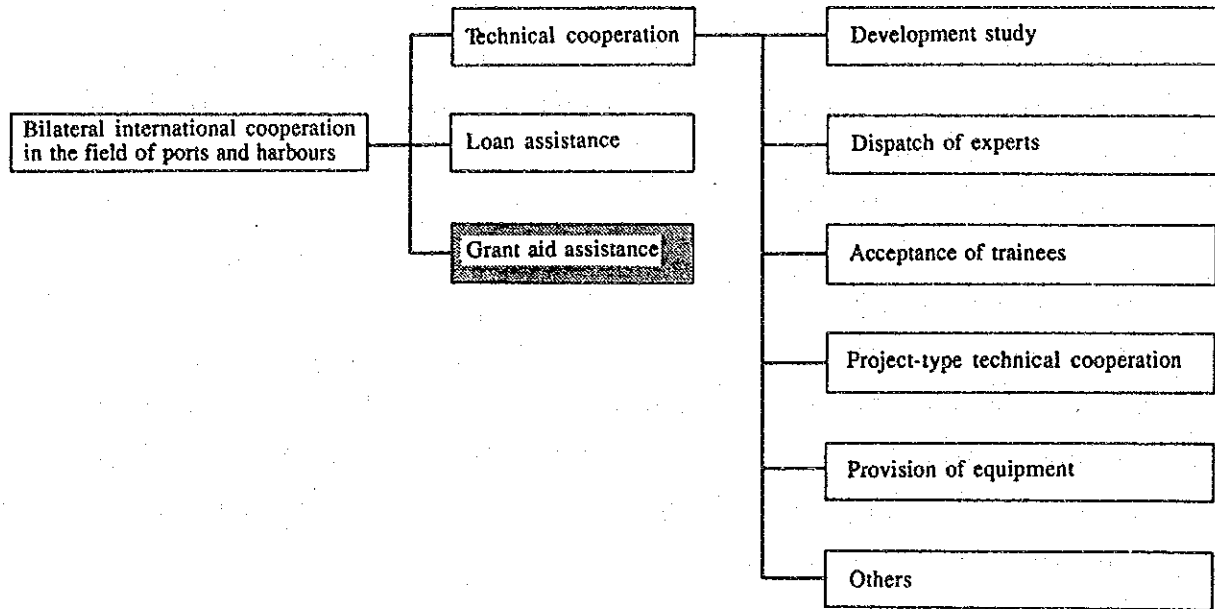 Technical cooperation
Development study
Bilateral international cooperation
in the field of ports and harbours
Loan assistance
Dispatch of experts
Grant aid assistance
Acceptance of trainees
Project-type technical cooperation
Provision of equipment
Others